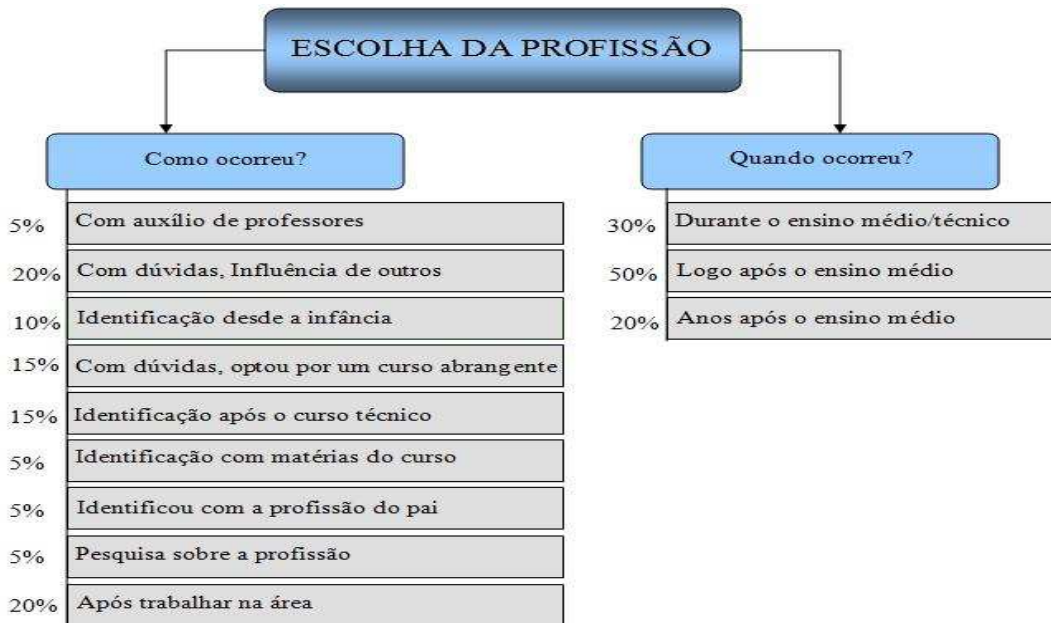 ESCOLHA DA PROFISSÃO
Como ocorreu?
5% Com auxílio de professores
20% Com dúvidas, Influência de outros
10% Identificação desde a infância
15% Com dúvidas, optou por um curso abrangente
15% Identificação após o curso técnico
5% Identificação com matérias do curso
5% Identificou com a profissão do pai
5% Pesquisa sobre a profissão
20% Após trabalhar na área
Quando ocorreu?
30% Durante o ensino médio/técnico
50% Logo após o ensino médio
20% Anos após o ensino médio